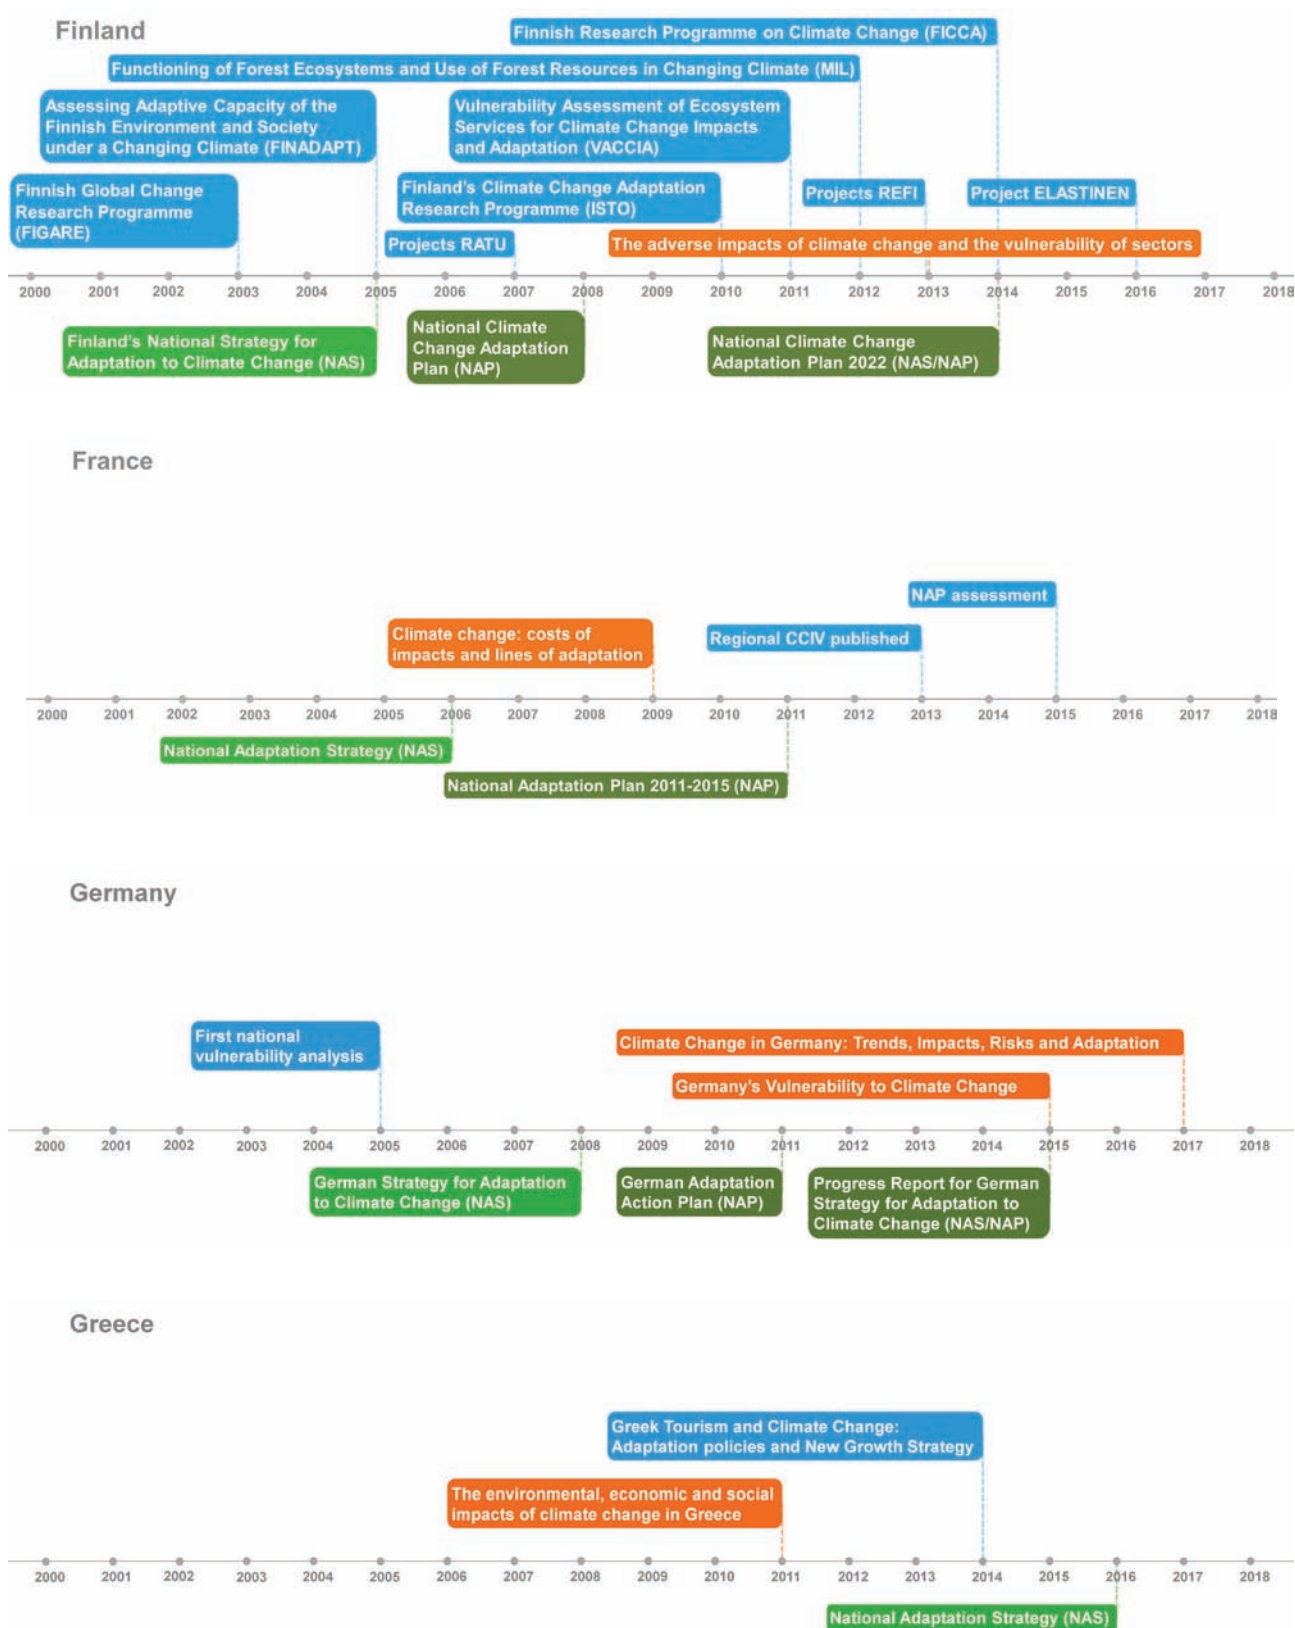 Finland
Finnish Research Programme on Climate Change (FICCA)
Functioning of Forest Ecosystems and Use of Forest Resources in Changing Climate (MIL)
Assessing Adaptive Capacity of the
Finnish Environment and Society
under a Changing Climate (FINADAPT)
Vulnerability Assessment of Ecosystem
Services for Climate Change Impacts
and Adaptation (VACCIA)
Finnish Global Change
Research Programme
(FIGARE)
Finland's Climate Change Adaptation
Research Programme (ISTO)
Projects REFI
Project ELASTINEN
Projects RATU
The adverse impacts of climate change and the vulnerability of sectors
2000 2001 2002 2003 2004 2005 2006 2007 2008 2009 2010 2011 2012 2013 2014 2015 2016 2017 2018
Finland's National Strategy for
Adaptation to Climate Change (NAS)
National Climate
Change Adaptation
Plan (NAP)
National Climate Change
Adaptation Plan 2022 (NAS/NAP)
France
NAP assessment
Climate change: costs of
impacts and lines of adaptation
Regional CCIV published
2000 2001 2002 2003 2004 2005 2006 2007 2008 2009 2010 2011 2012 2013 2014 2015 2016 2017 2018
National Adaptation Strategy (NAS)
National Adaptation Plan 2011-2015 (NAP)
Germany
First national
vulnerability analysis
Climate Change in Germany: Trends, Impacts, Risks and Adaptation
Germany's Vulnerability to Climate Change
2000 2001 2002 2003 2004 2005 2006 2007 2008 2009 2010 2011 2012 2013 2014 2015 2016 2017 2018
German Strategy for Adaptation
to Climate Change (NAS)
German Adaptation
Action Plan (NAP)
Progress Report for German
Strategy for Adaptation to
Climate Change (NAS/NAP)
Greece
Greek Tourism and Climate Change:
Adaptation policies and New Growth Strategy
The environmental, economic and social
impacts of climate change in Greece
2000 2001 2002 2003 2004 2005 2006 2007 2008 2009 2010 2011 2012 2013 2014 2015 2016 2017 2018
National Adaptation Strategy (NAS)